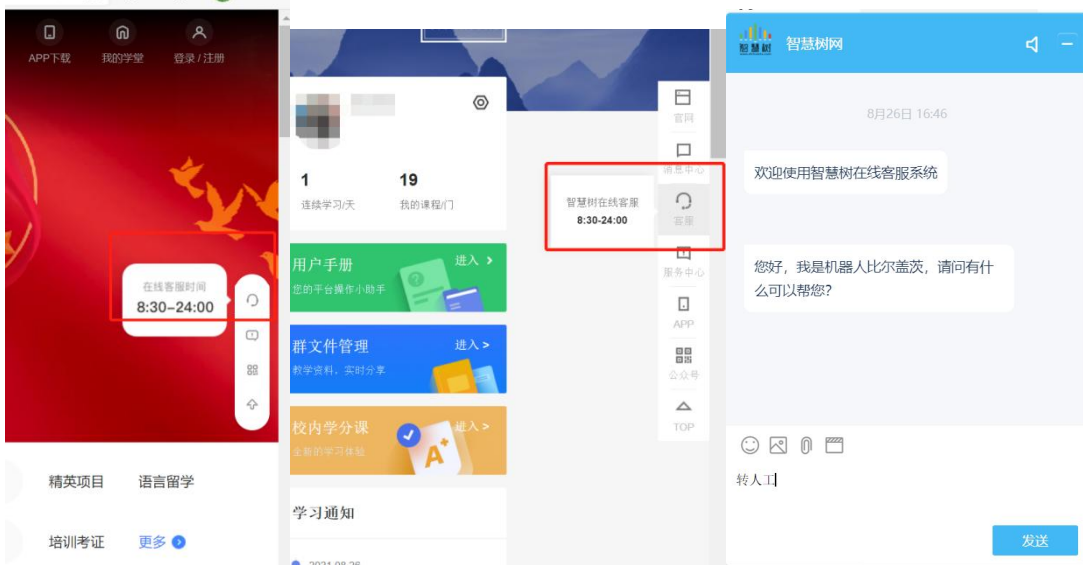 APP下载
我的学堂
登录 / 注册
在线客服时间
8:30-24:00
精英项目
语言留学
培训考证
更多
1
19
连续学习/天
我的课程/门
用户手册
进入 >
您的平台操作小助手
群文件管理
进入 >
教学资料，实时分享
校内学分课
进入 >
全新的学习体验
A+
学习通知
2021.08.26
官网
消息中心
智慧树在线客服
8:30-24:00
客服
服务中心
APP
公众号
TOP
智慧树
智慧树网
8月26日 16:46
欢迎使用智慧树在线客服系统
您好，我是机器人比尔盖茨，请问有什
么可以帮您?
转人工
发送